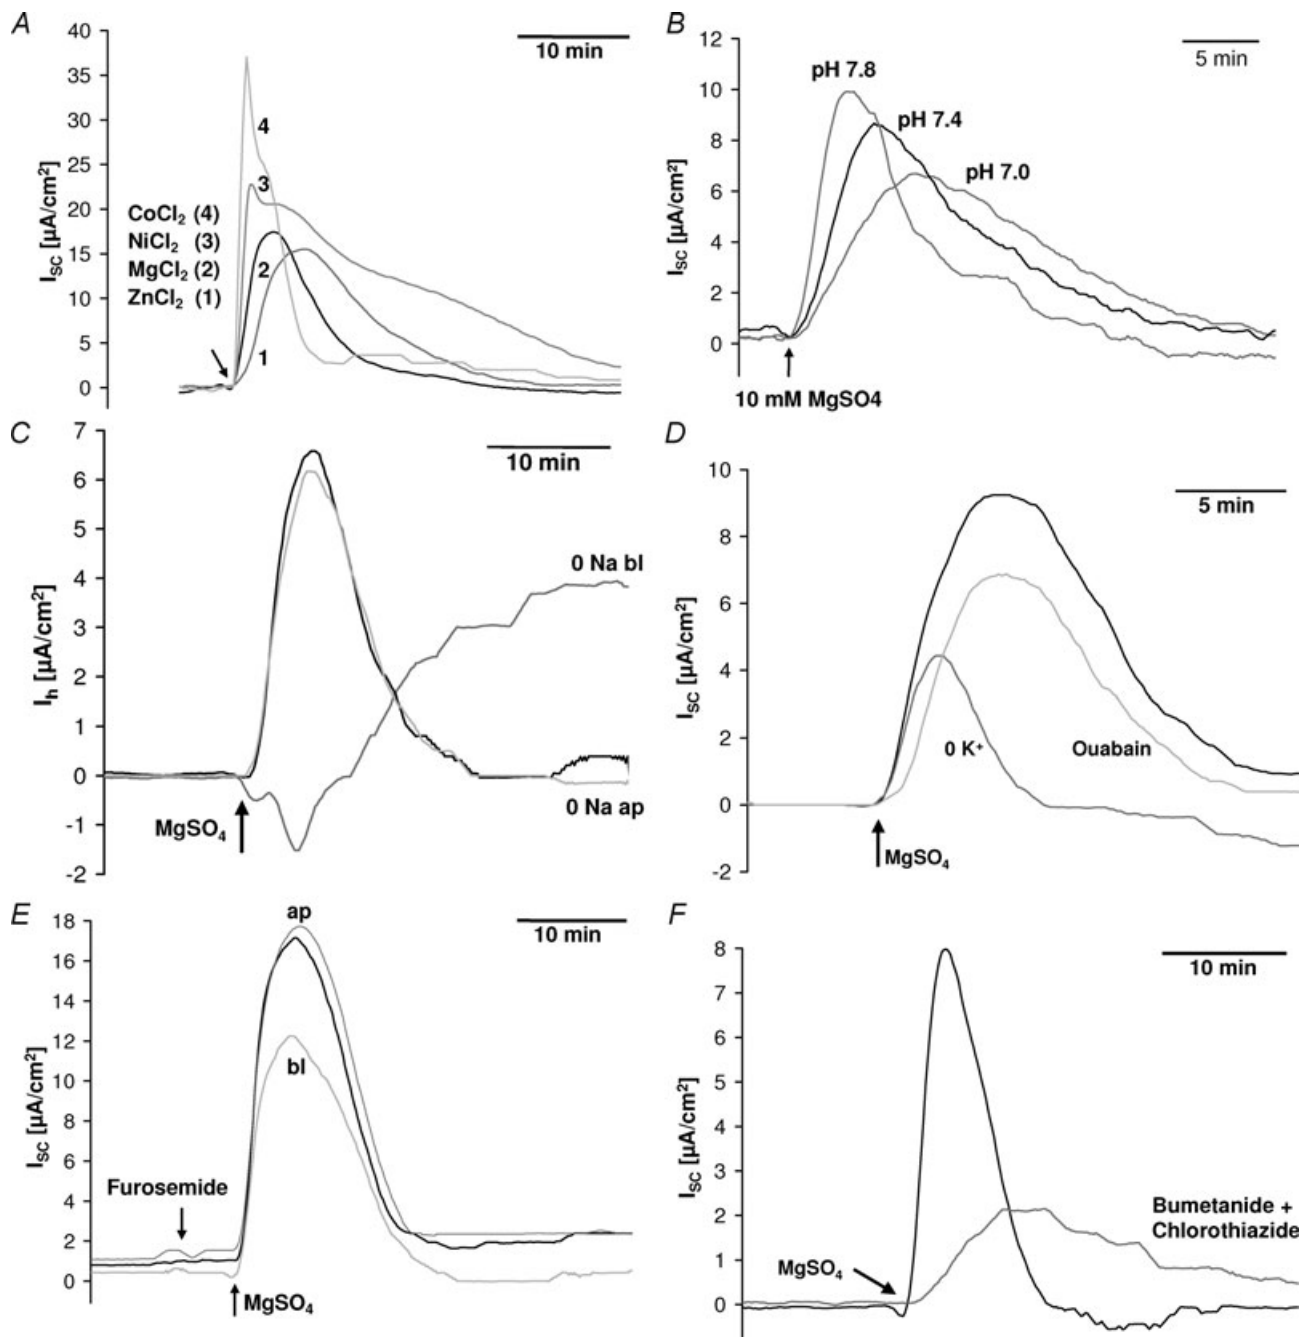 A
I_SC [µA/cm²]
40
35
30
25
20
15
10
5
0
10 min
4
3
2
1
CoCl₂ (4)
NiCl₂ (3)
MgCl₂ (2)
ZnCl₂ (1)
B
I_SC [µA/cm²]
12
10
8
6
4
2
0
5 min
pH 7.8
pH 7.4
pH 7.0
10 mM MgSO4
C
I_h [µA/cm²]
7
6
5
4
3
2
1
0
-1
-2
10 min
0 Na bl
0 Na ap
MgSO₄
D
I_SC [µA/cm²]
10
8
6
4
2
0
-2
5 min
0 K⁺
Ouabain
MgSO₄
E
I_SC [µA/cm²]
18
16
14
12
10
8
6
4
2
0
10 min
ap
bl
Furosemide
MgSO₄
F
I_SC [µA/cm²]
8
7
6
5
4
3
2
1
0
10 min
Bumetanide +
Chlorothiazide
MgSO₄